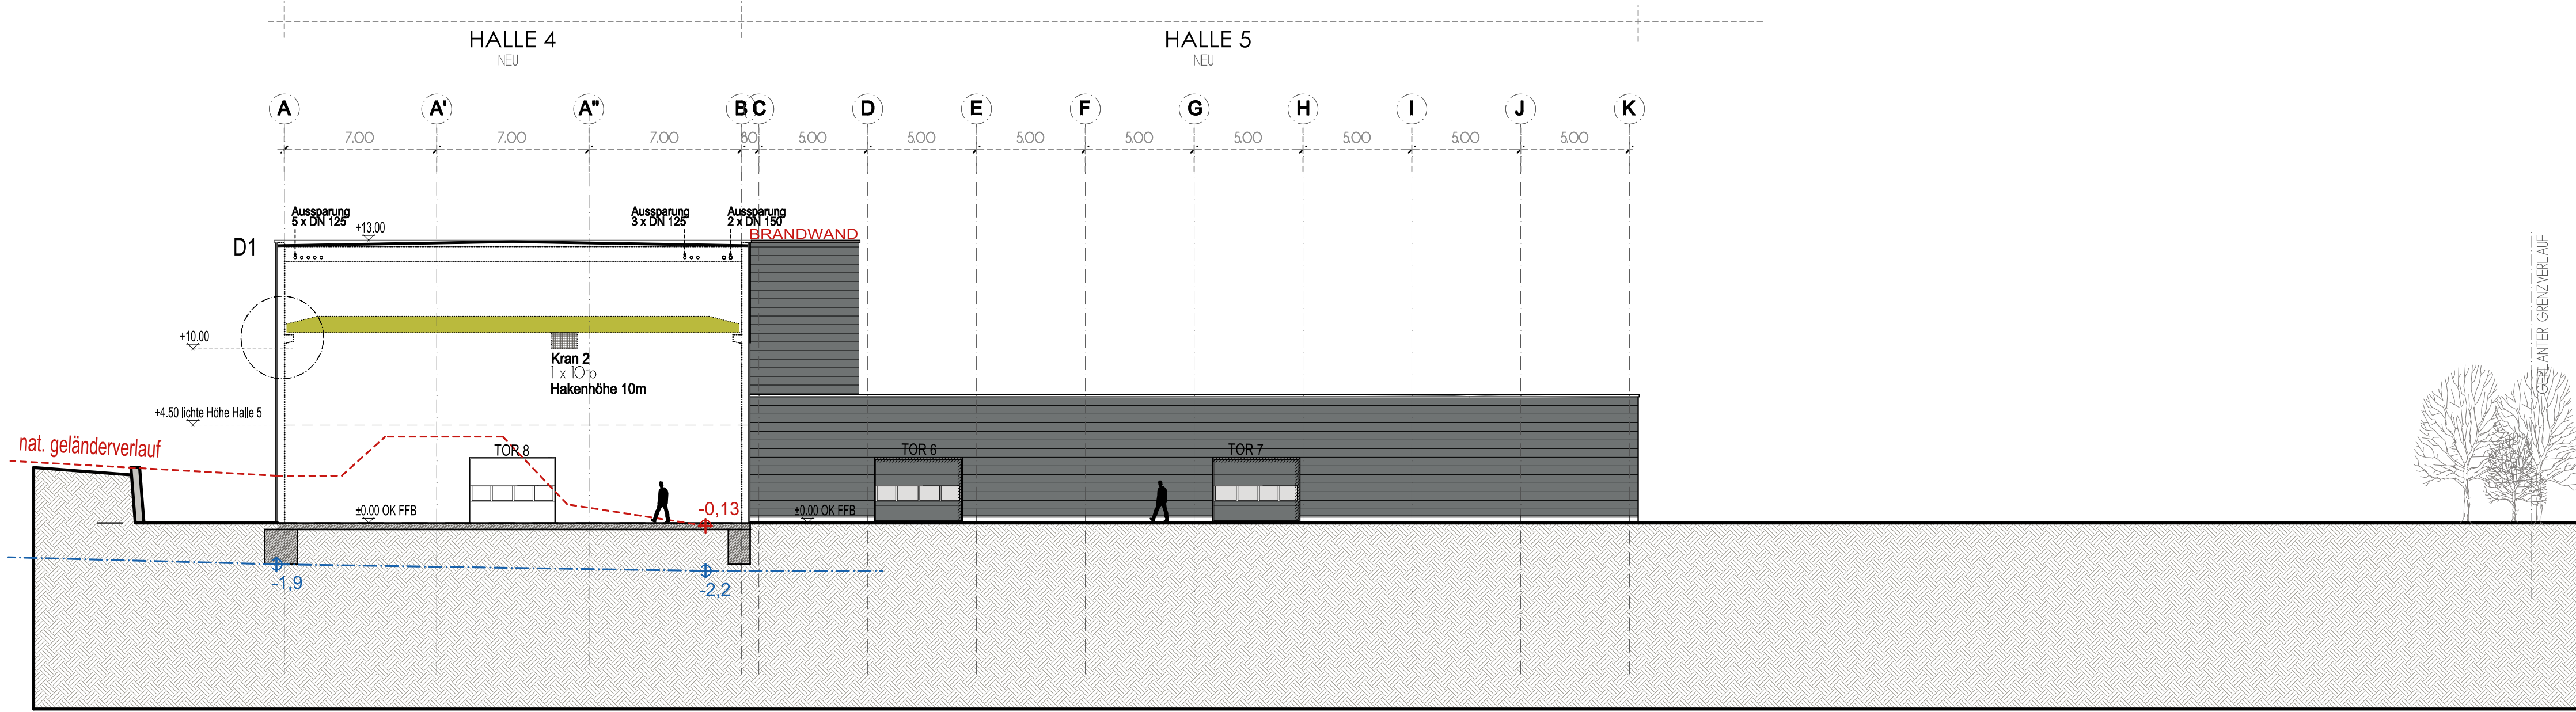 HALLE 4
NEU
HALLE 5
NEU
A A' A" B C D E F G H I J K
7.00 7.00 7.00 80 5.00 5.00 5.00 5.00 5.00 5.00 5.00 5.00
Aussparung
5 x DN 125
+13.00
Aussparung
3 x DN 125
Aussparung
2 x DN 150
BRANDWAND
D1
+10.00
Kran 2
1 x 10to
Hakenhöhe 10m
+4.50 lichte Höhe Halle 5
nat. geländerverlauf
TOR 8
TOR 6
TOR 7
±0.00 OK FFB
-0,13
±0.00 OK FFB
-1,9
-2,2
GEPLANTER GRENZVERLAUF